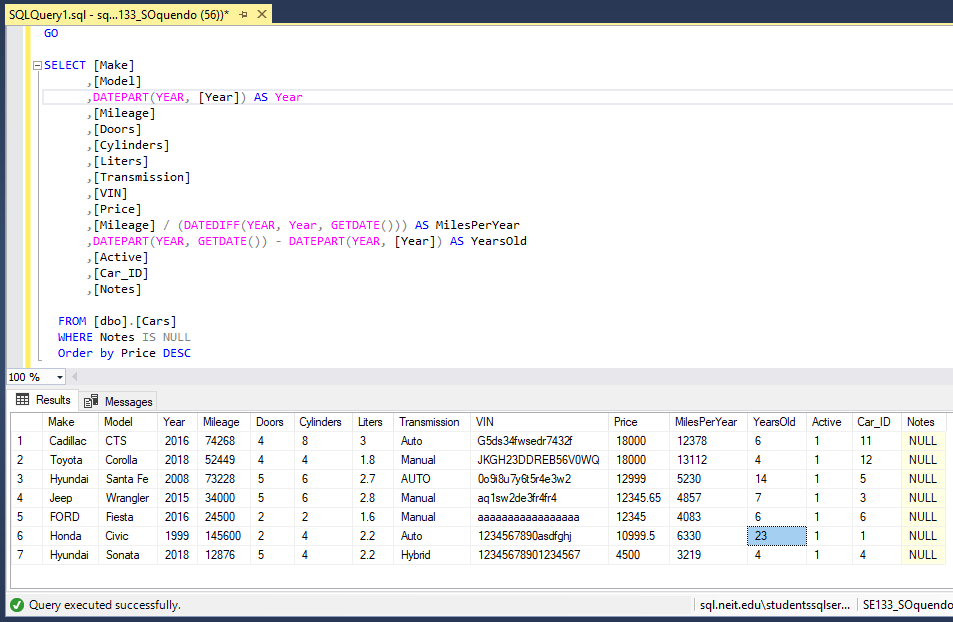 SQLQuery1.sql - sq...133_SOquendo (56))*
GO
SELECT [Make]
,[Model]
,DATEPART(YEAR, [Year]) AS Year
,[Mileage]
,[Doors]
,[Cylinders]
,[Liters]
,[Transmission]
,[VIN]
,[Price]
,[Mileage] / (DATEDIFF(YEAR, Year, GETDATE())) AS MilesPerYear
,DATEPART(YEAR, GETDATE()) - DATEPART(YEAR, [Year]) AS YearsOld
,[Active]
,[Car_ID]
,[Notes]
FROM [dbo].[Cars]
WHERE Notes IS NULL
Order by Price DESC
100 %
Results Messages
Make Model Year Mileage Doors Cylinders Liters Transmission VIN Price MilesPerYear YearsOld Active Car_ID Notes
1 Cadillac CTS 2016 74268 4 8 3 Auto G5ds34fwsedr7432f 18000 12378 6 1 11 NULL
2 Toyota Corolla 2018 52449 4 4 1.8 Manual JKGH23DDREB56V0WQ 18000 13112 4 1 12 NULL
3 Hyundai Santa Fe 2008 73228 5 6 2.7 AUTO 0o9i8u7y6t5r4e3w2 12999 5230 14 1 5 NULL
4 Jeep Wrangler 2015 34000 5 6 2.8 Manual aq1sw2de3fr4fr4 12345.65 4857 7 1 3 NULL
5 FORD Fiesta 2016 24500 2 2 1.6 Manual aaaaaaaaaaaaaaaaa 12345 4083 6 1 6 NULL
6 Honda Civic 1999 145600 2 4 2.2 Auto 1234567890asdfghj 10999.5 6330 23 1 1 NULL
7 Hyundai Sonata 2018 12876 5 4 2.2 Hybrid 12345678901234567 4500 3219 4 1 4 NULL
Query executed successfully. sql.neit.edu\studentssqlser... SE133_SOquendo